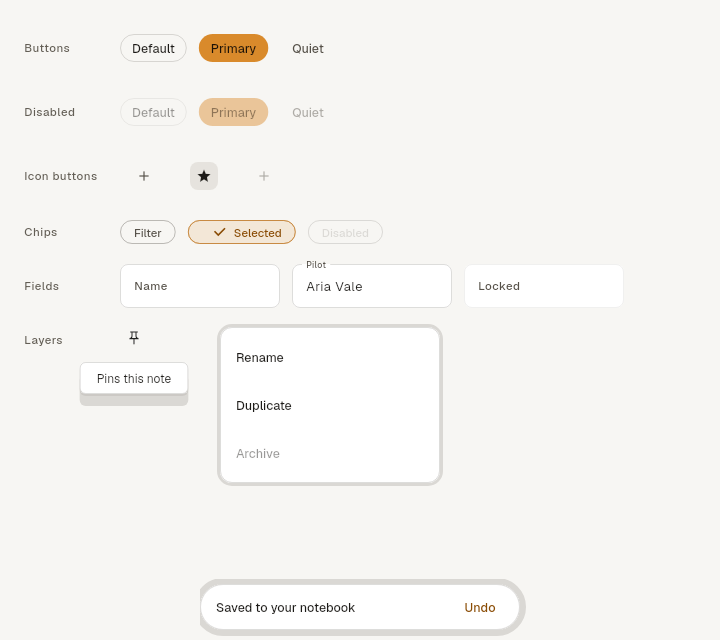 Buttons Default Primary Quiet
Disabled Default Primary Quiet
Icon buttons
Chips Filter Selected Disabled
Pilot
Fields Name Aria Vale Locked
Layers
Rename
Pins this note
Duplicate
Archive
Saved to your notebook Undo